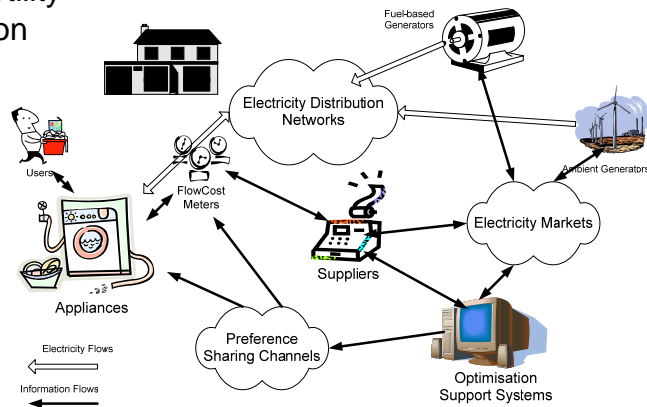 on
Fuel-based
Generators
Electricity Distribution
Networks
Users
FlowCost
Meters
Ambient Generators
Electricity Markets
Suppliers
Appliances
Preference
Sharing Channels
Electricity Flows
Information Flows
Optimisation
Support Systems